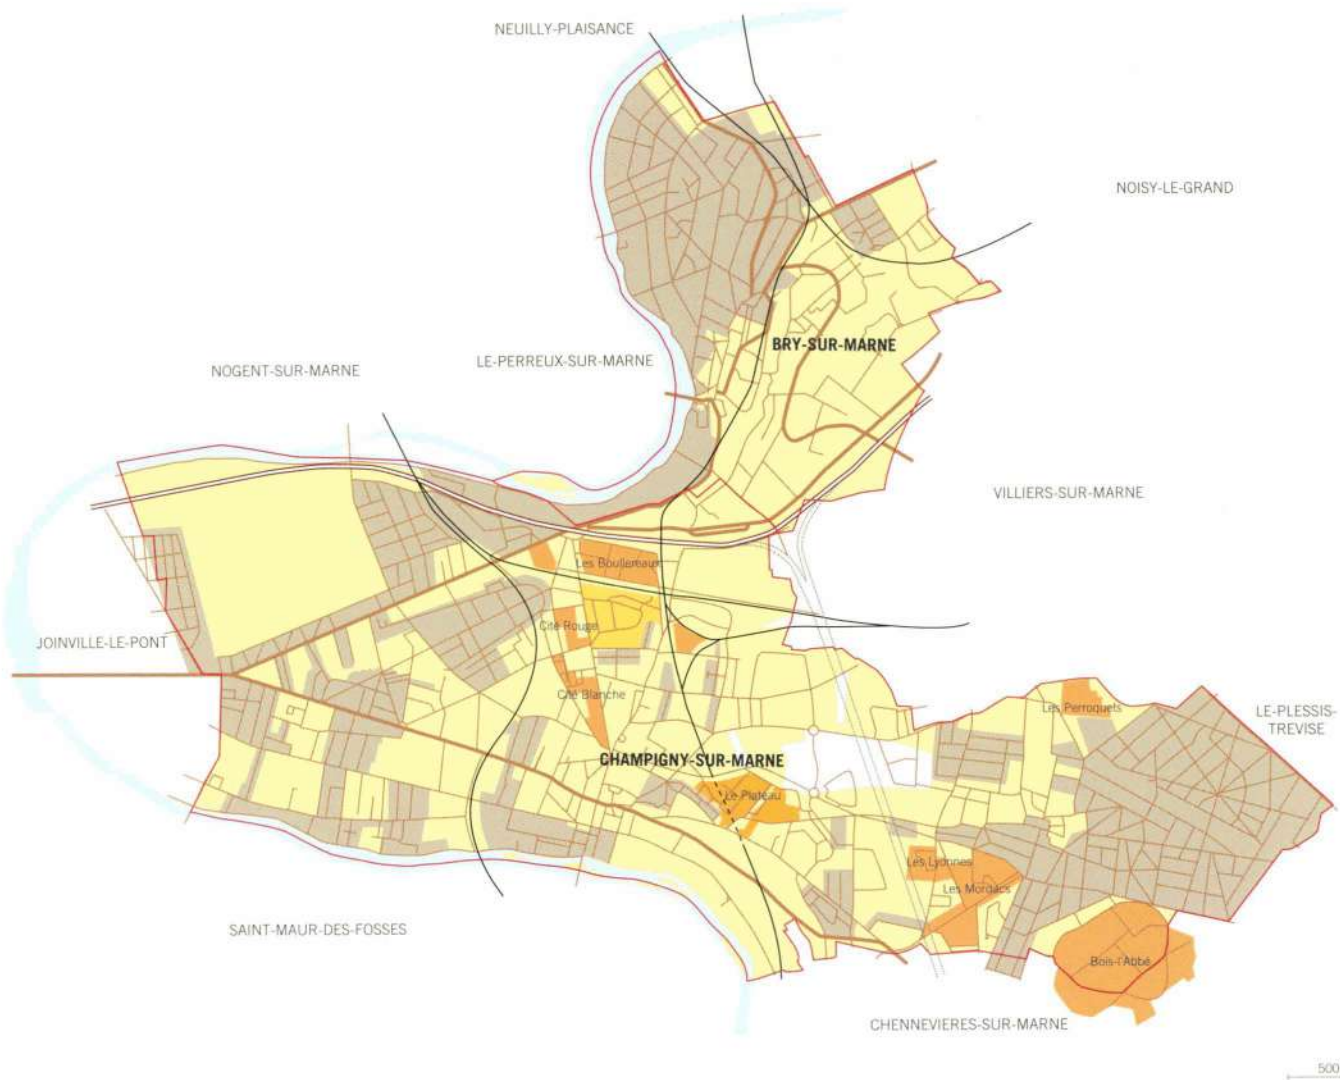 NEUILLY-PLAISANCE
NOISY-LE-GRAND
BRY-SUR-MARNE
LE-PERREUX-SUR-MARNE
NOGENT-SUR-MARNE
VILLIERS-SUR-MARNE
Les Boullereaux
Cité Rouge
JOINVILLE-LE-PONT
Cité Blanche
Les Perroquets
LE-PLESSIS-
TREVISE
CHAMPIGNY-SUR-MARNE
Le Plateau
Les Lyonnes
Les Mordacs
SAINT-MAUR-DES-FOSSES
Bois-l'Abbé
CHENNEVIERES-SUR-MARNE
500